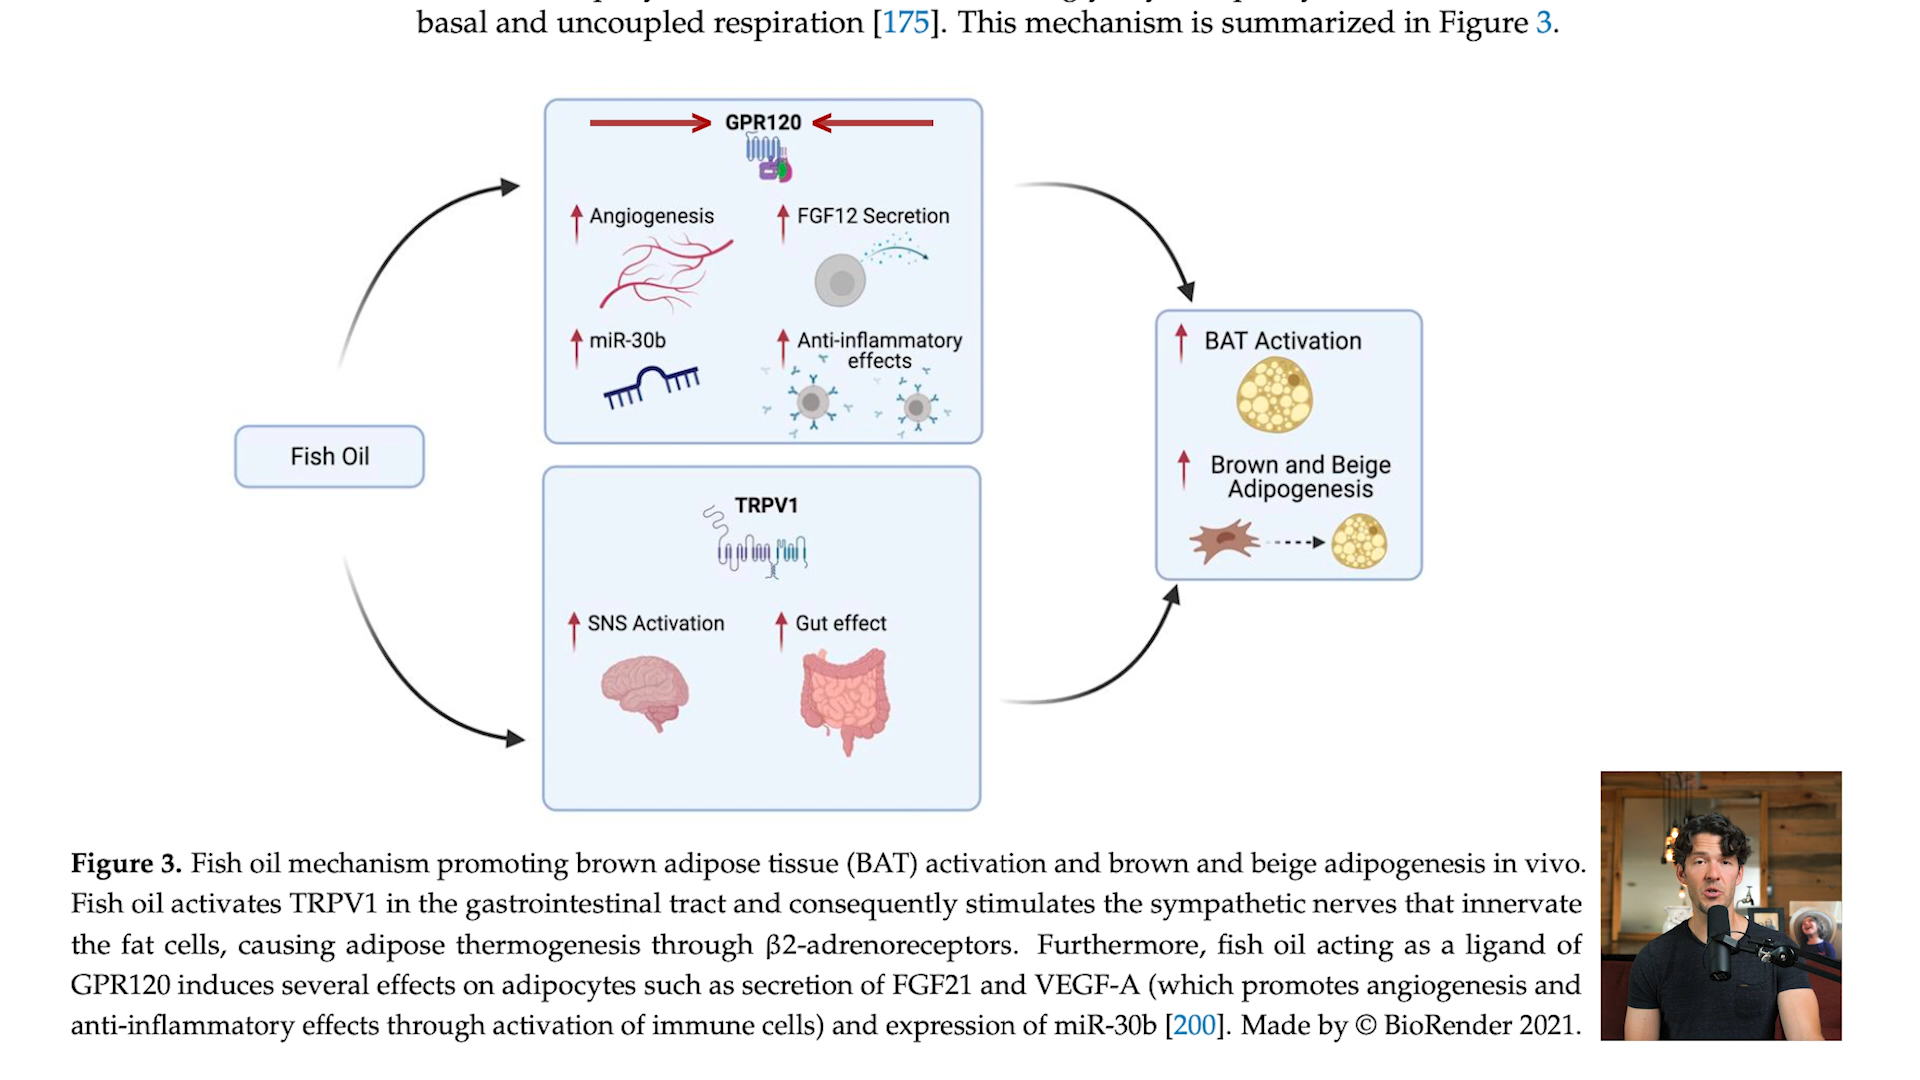 basal and uncoupled respiration [175]. This mechanism is summarized in Figure 3.
GPR120
Angiogenesis
FGF12 Secretion
miR-30b
Anti-inflammatory
effects
Fish Oil
TRPV1
SNS Activation
Gut effect
BAT Activation
Brown and Beige
Adipogenesis
Figure 3. Fish oil mechanism promoting brown adipose tissue (BAT) activation and brown and beige adipogenesis in vivo.
Fish oil activates TRPV1 in the gastrointestinal tract and consequently stimulates the sympathetic nerves that innervate
the fat cells, causing adipose thermogenesis through β2-adrenoreceptors. Furthermore, fish oil acting as a ligand of
GPR120 induces several effects on adipocytes such as secretion of FGF21 and VEGF-A (which promotes angiogenesis and
anti-inflammatory effects through activation of immune cells) and expression of miR-30b [200]. Made by © BioRender 2021.